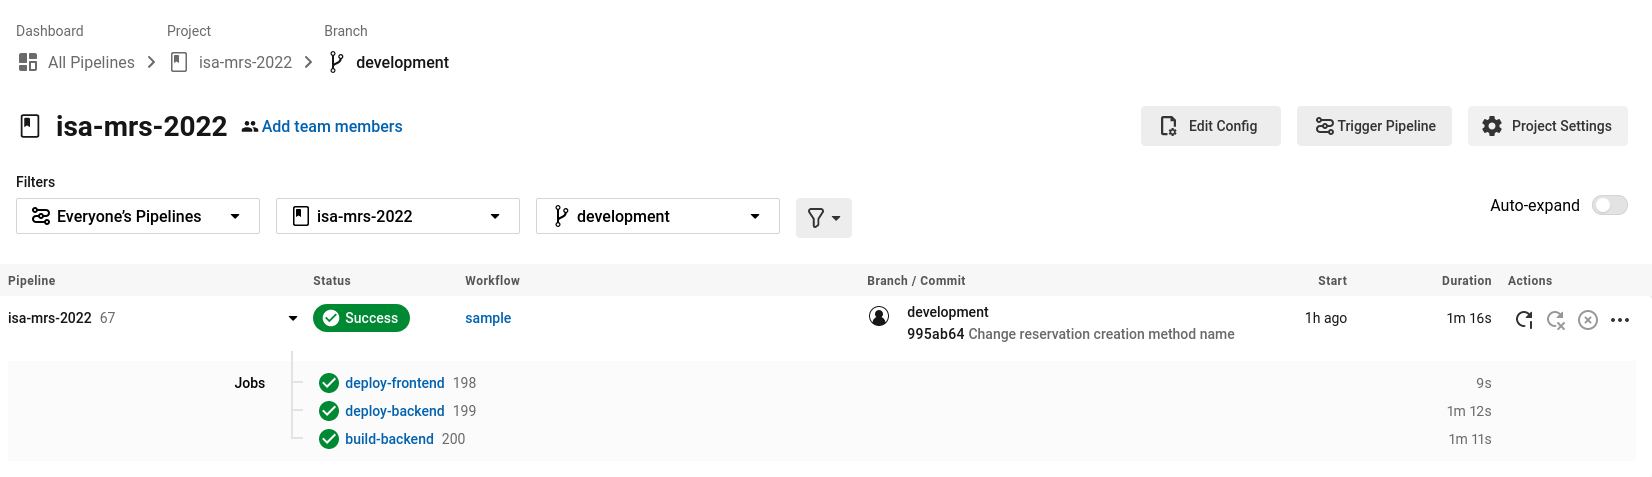 Dashboard Project Branch
All Pipelines isa-mrs-2022 development
isa-mrs-2022 Add team members Edit Config Trigger Pipeline Project Settings
Filters
Everyone's Pipelines isa-mrs-2022 development Auto-expand
Pipeline Status Workflow Branch / Commit Start Duration Actions
isa-mrs-2022 67 Success sample development 1h ago 1m 16s
995ab64 Change reservation creation method name
Jobs deploy-frontend 198 9s
deploy-backend 199 1m 12s
build-backend 200 1m 11s